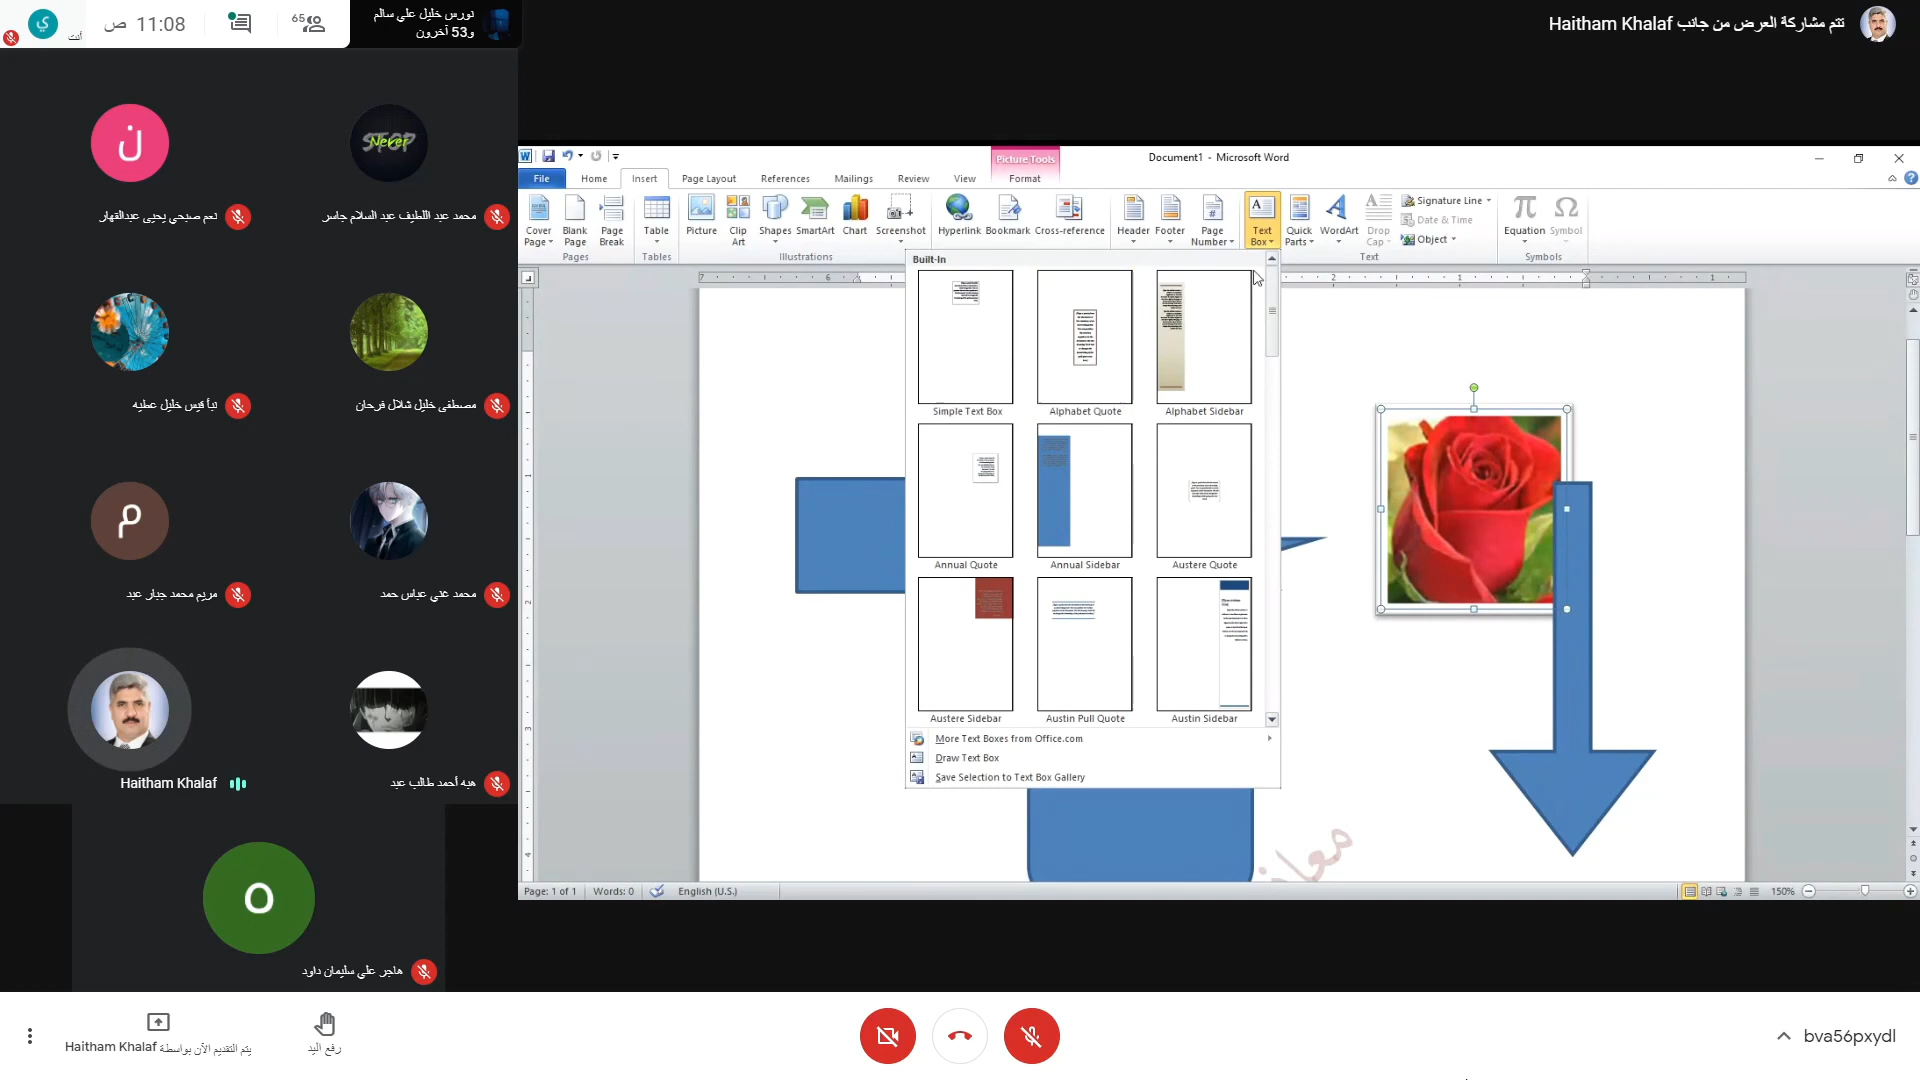 نورس خليل علي سالم
و53 آخرون
65
11:08 ص
ي
أنت
تتم مشاركة العرض من جانب Haitham Khalaf
ن
نعم صبحي يحيى عبدالقهار
STOP
Never
محمد عبد اللطيف عبد السلام جاسر
نبأ قيس خليل عطيه
مصطفى خليل شلال فرحان
م
مريم محمد جبار عبد
محمد غني عباس حمد
Haitham Khalaf
هبه أحمد طالب عبد
O
هاجر علي سليمان داود
W
Picture Tools
Document1 - Microsoft Word
File Home Insert Page Layout References Mailings Review View Format
Cover Page
Blank Page
Page Break
Table
Picture
Clip Art
Shapes
SmartArt
Chart
Screenshot
Hyperlink
Bookmark
Cross-reference
Header
Footer
Page Number
Text Box
Quick Parts
WordArt
Drop Cap
Signature Line
Date & Time
Object
Equation
Symbol
Pages Tables Illustrations Text Symbols
Built-In
Simple Text Box Alphabet Quote Alphabet Sidebar
Annual Quote Annual Sidebar Austere Quote
Austere Sidebar Austin Pull Quote Austin Sidebar
More Text Boxes from Office.com
Draw Text Box
Save Selection to Text Box Gallery
Page: 1 of 1 Words: 0 English (U.S.) 150%
يتم التقديم الآن بواسطة Haitham Khalaf
رفع اليد
bva56pxydl